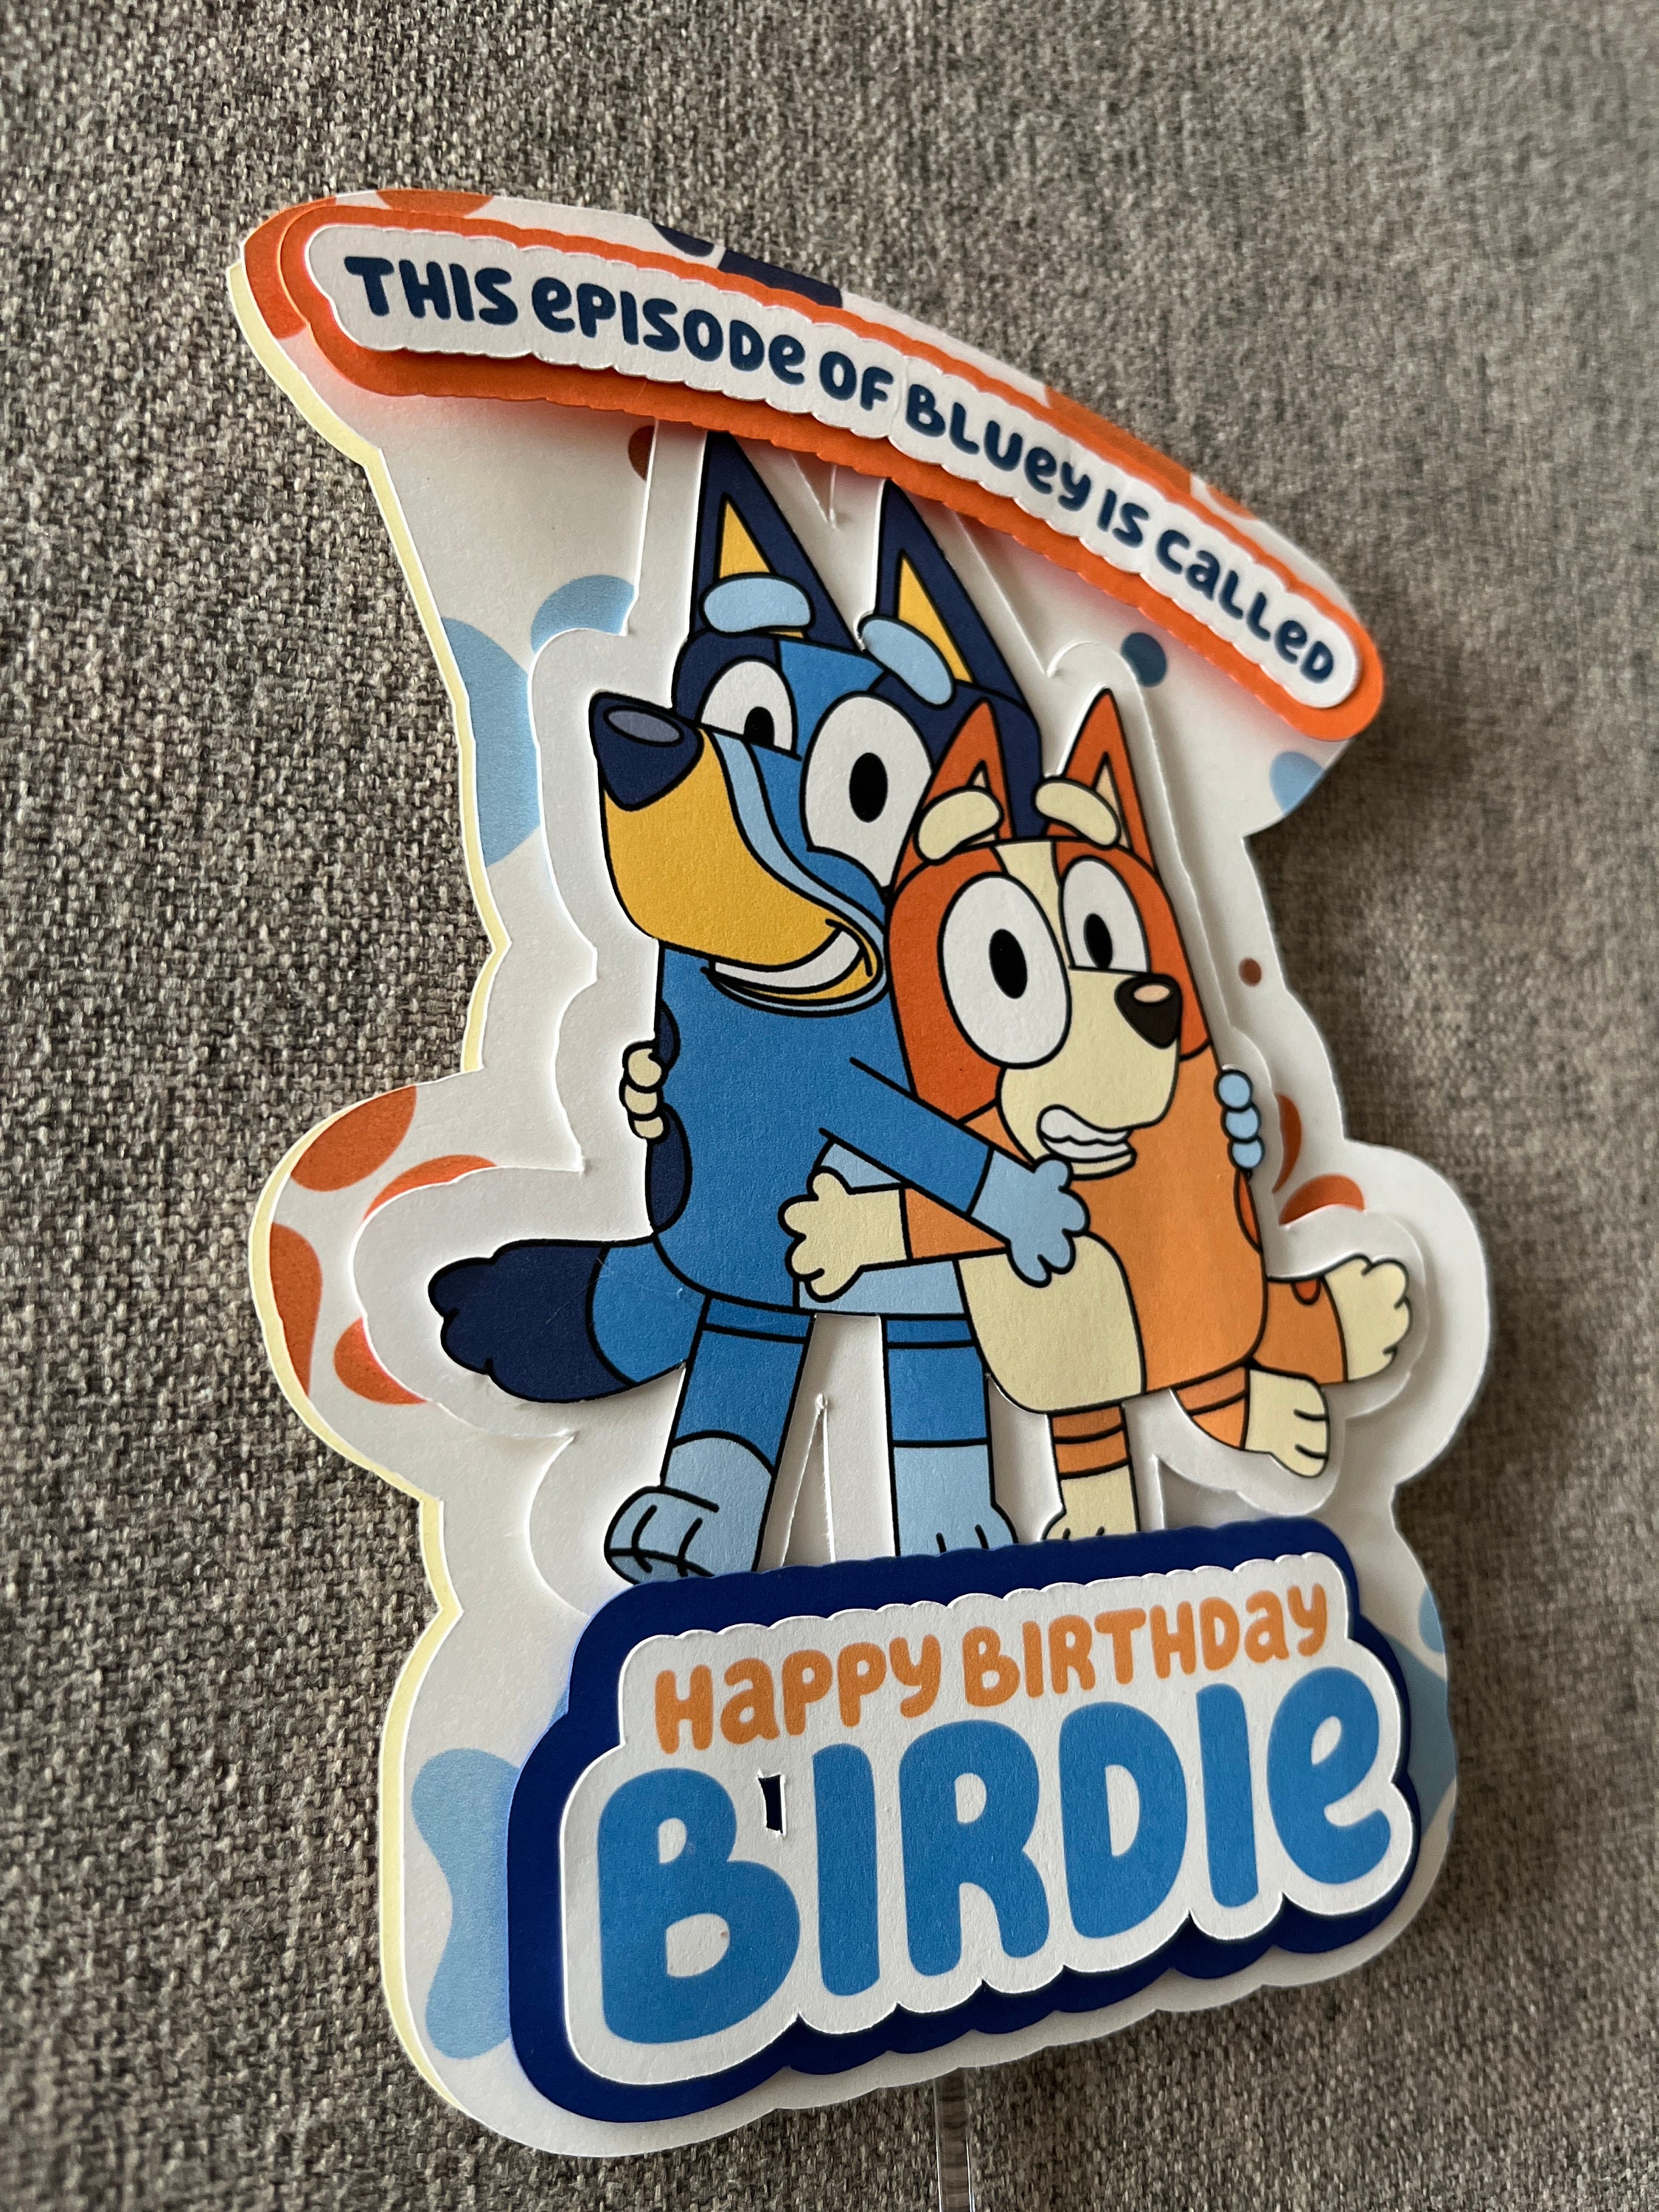 THIS ePISODe OF BLUey IS CaLLeD
HaPPy BIRTHDay
BIRDIe